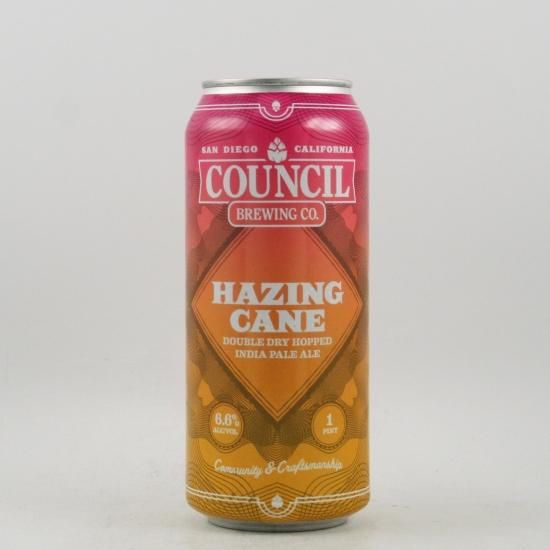 SAN DIEGO CALIFORNIA
COUNCIL
BREWING CO.
HAZING
CANE
DOUBLE DRY HOPPED
INDIA PALE ALE
6.6% 1
ALC/VOL. PINT
Community & Craftsmanship